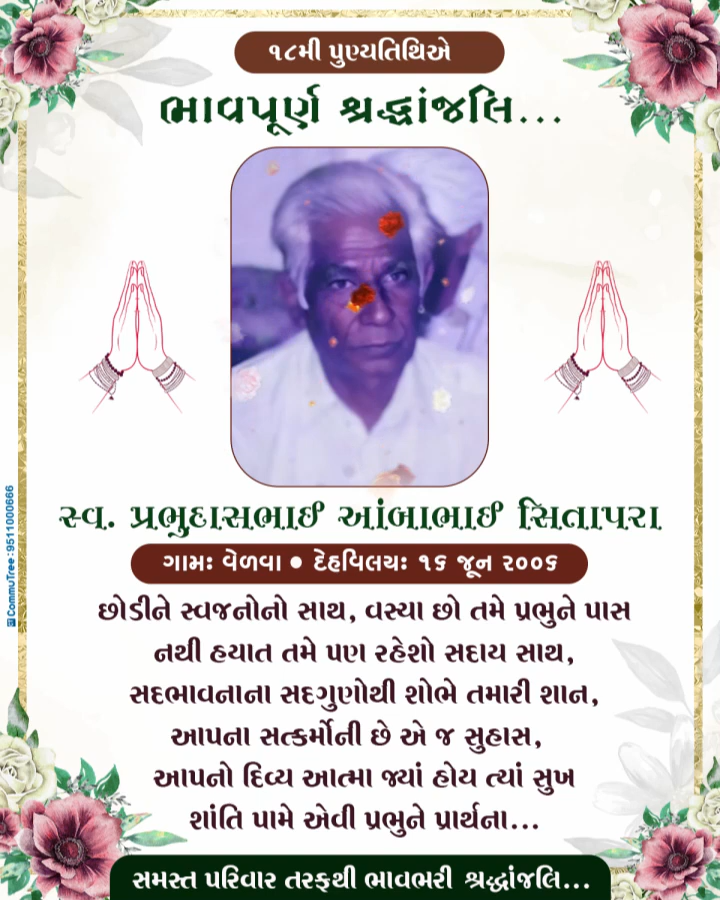 ૧૮મી પુણ્યતિથિએ
ભાવપૂર્ણ શ્રદ્ધાંજલિ...
સ્વ. પ્રભુદાસભાઈ આંબાભાઈ સિતાપરા
ગામઃ વેળવા ● દેહવિલયઃ ૧૬ જૂન ૨૦૦૬
છોડીને સ્વજનોનો સાથ, વસ્યા છો તમે પ્રભુને પાસ
નથી હયાત તમે પણ રહેશો સદાય સાથ,
સદભાવનાના સદગુણોથી શોભે તમારી શાન,
આપના સત્કર્મોની છે એ જ સુહાસ,
આપનો દિવ્ય આત્મા જ્યાં હોય ત્યાં સુખ
શાંતિ પામે એવી પ્રભુને પ્રાર્થના...
સમસ્ત પરિવાર તરફથી ભાવભરી શ્રદ્ધાંજલિ...
CommuTree : 9511000666